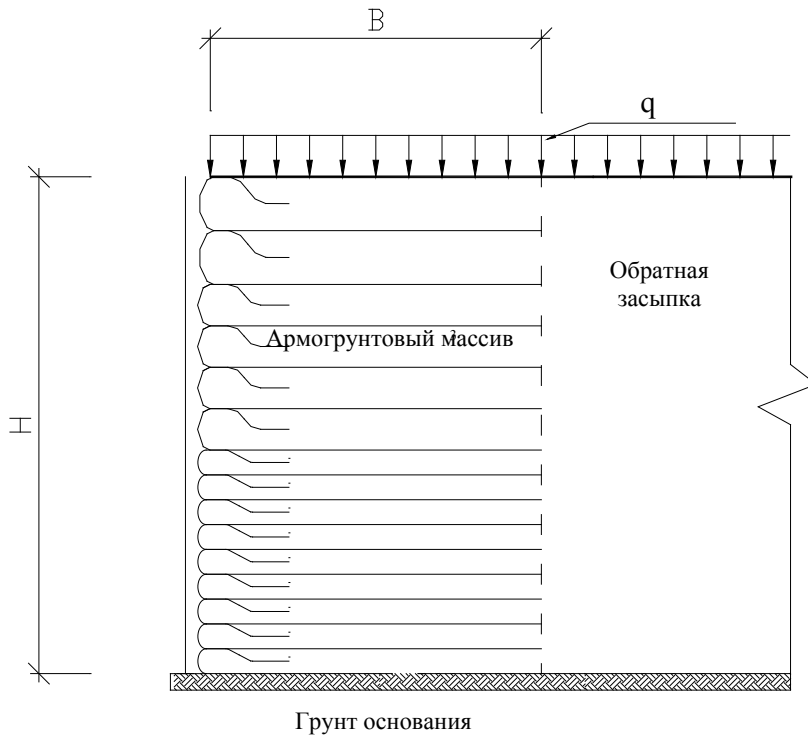 B
q
Обратная
засыпка
Армогрунтовый массив
H
Грунт основания